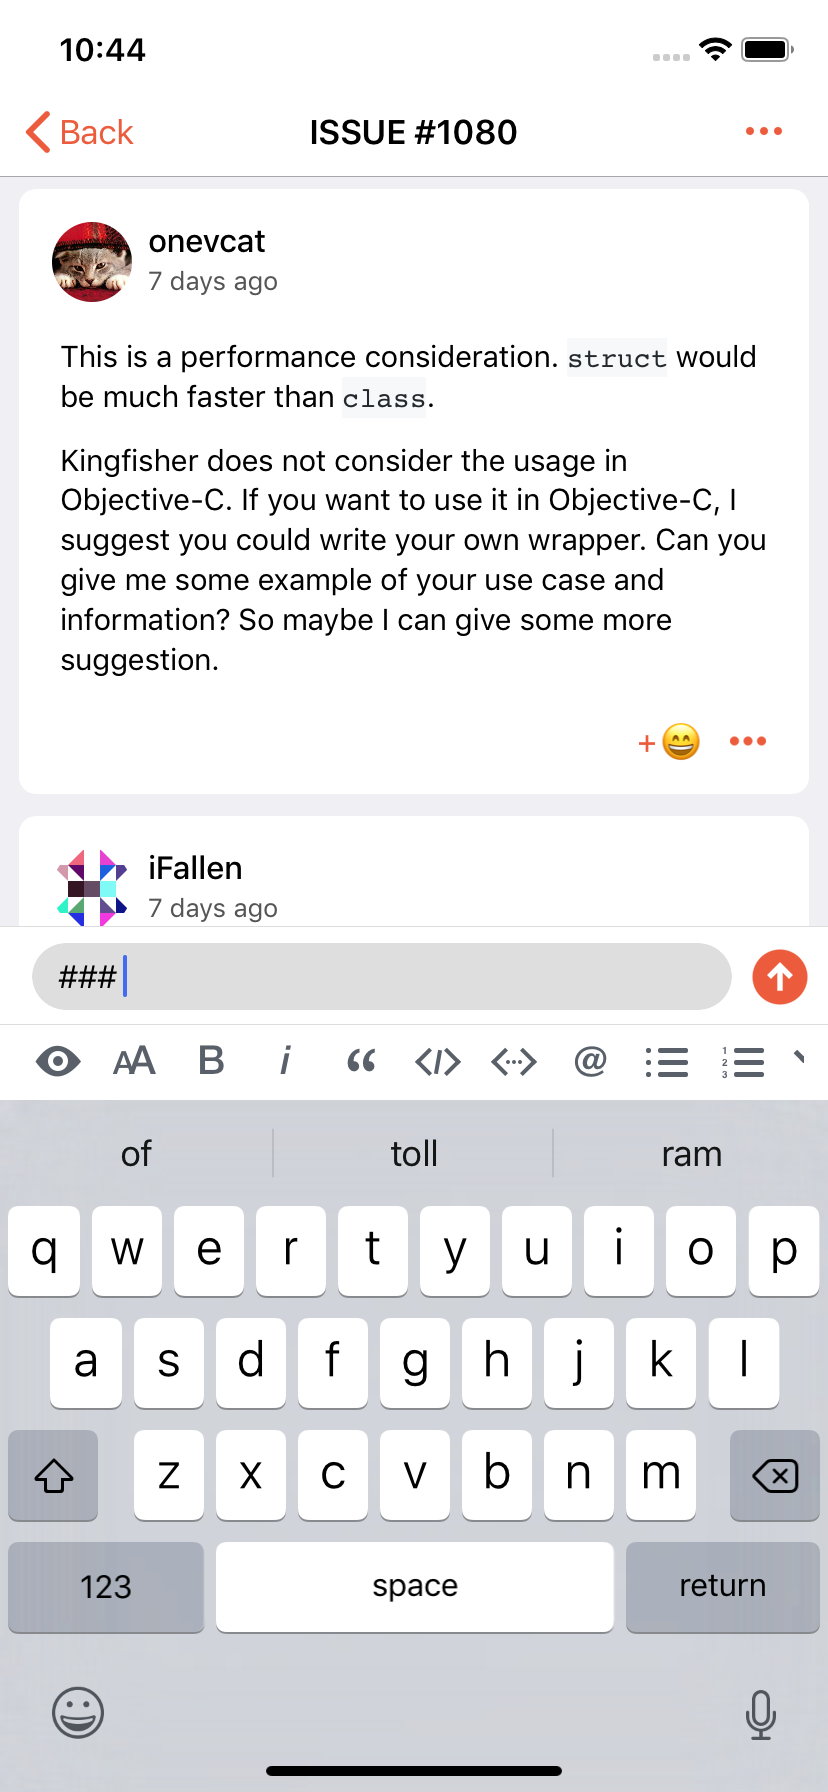 10:44
Back
ISSUE #1080
onevcat
7 days ago
This is a performance consideration. struct would
be much faster than class.
Kingfisher does not consider the usage in
Objective-C. If you want to use it in Objective-C, I
suggest you could write your own wrapper. Can you
give me some example of your use case and
information? So maybe I can give some more
suggestion.
+
iFallen
7 days ago
###
AA B i “ </> <···> @ 1 2 3
of toll ram
q w e r t y u i o p
a s d f g h j k l
z x c v b n m
123 space return